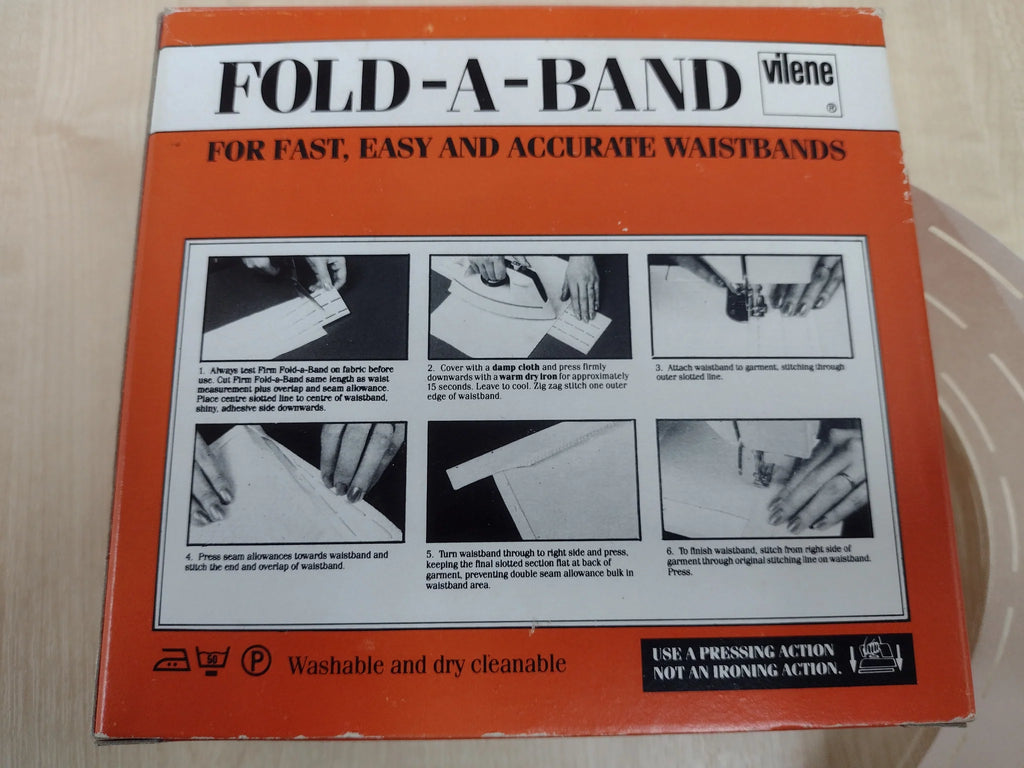 FOLD-A-BAND
vilene
®
FOR FAST, EASY AND ACCURATE WAISTBANDS
1. Always test Firm Fold-a-Band on fabric before
use. Cut Firm Fold-a-Band same length as waist
measurement plus overlap and seam allowance.
Place centre slotted line to centre of waistband,
shiny, adhesive side downwards.
2. Cover with a damp cloth and press firmly
downwards with a warm dry iron for approximately
15 seconds. Leave to cool. Zig zag stitch one outer
edge of waistband.
3. Attach waistband to garment, stitching through
outer slotted line.
4. Press seam allowances towards waistband and
stitch the end and overlap of waistband.
5. Turn waistband through to right side and press,
keeping the final slotted section flat at back of
garment, preventing double seam allowance bulk in
waistband area.
6. To finish waistband, stitch from right side of
garment through original stitching line on waistband.
Press.
50
P
Washable and dry cleanable
USE A PRESSING ACTION
NOT AN IRONING ACTION.